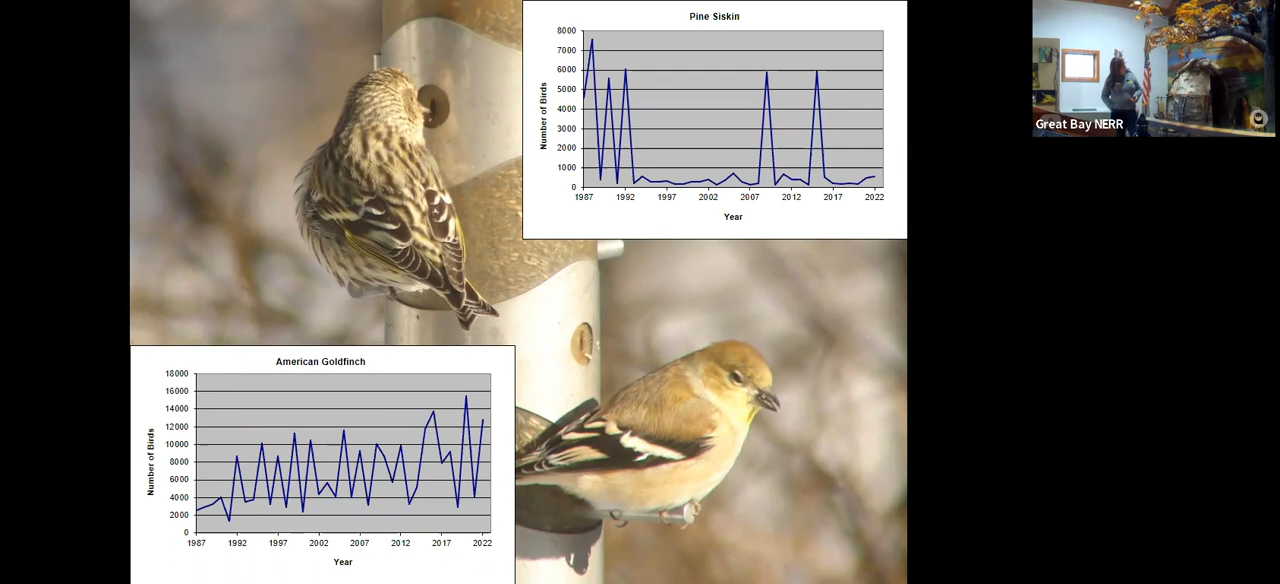 Pine Siskin
8000
7000
6000
5000
4000
3000
2000
1000
0
Number of Birds
1987 1992 1997 2002 2007 2012 2017 2022
Year
Great Bay NERR
American Goldfinch
18000
16000
14000
12000
10000
8000
6000
4000
2000
0
Number of Birds
1987 1992 1997 2002 2007 2012 2017 2022
Year